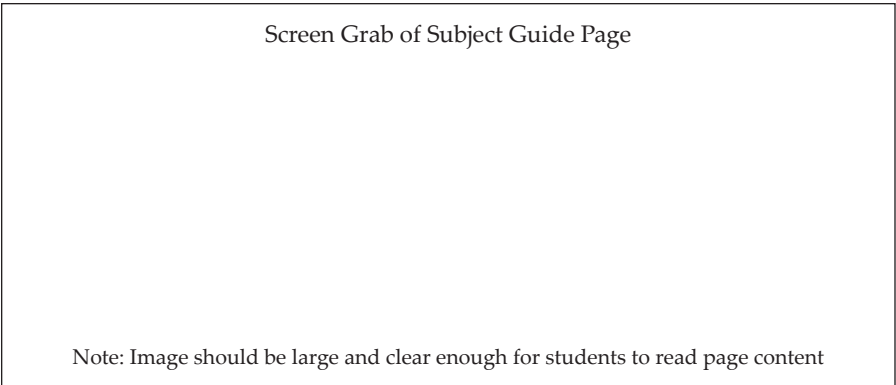 Screen Grab of Subject Guide Page
Note: Image should be large and clear enough for students to read page content